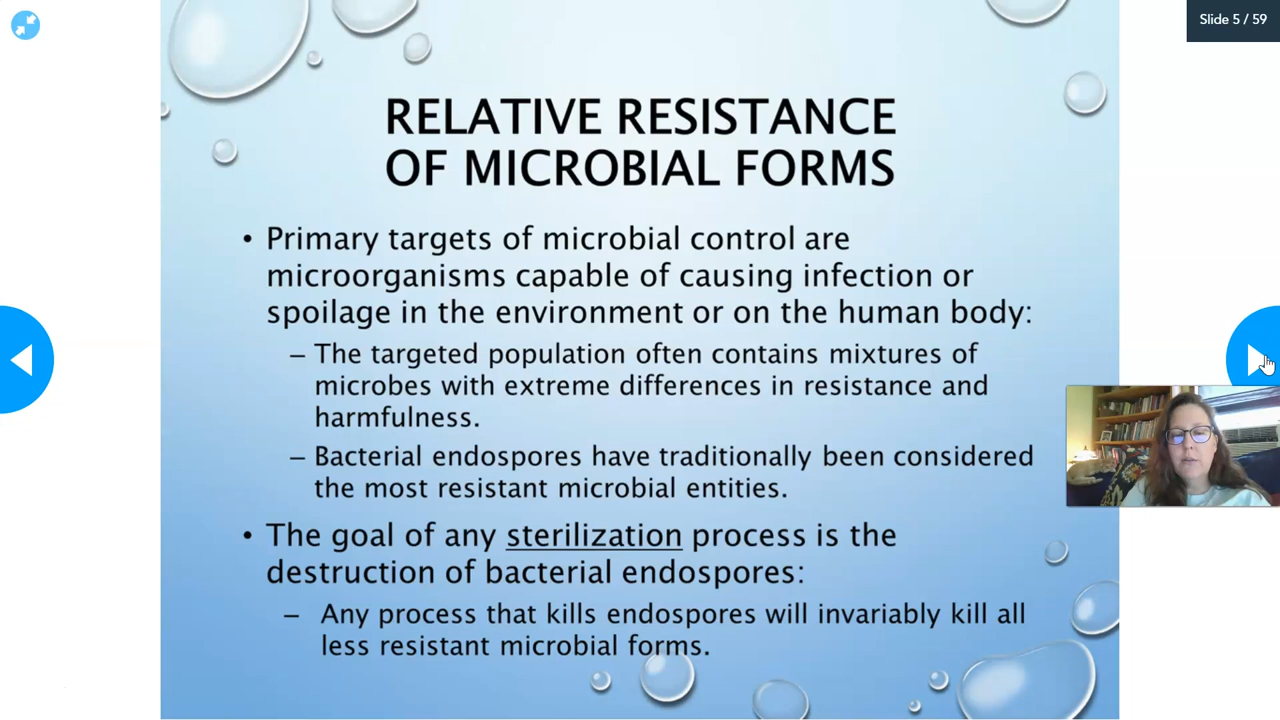 Slide 5 / 59
RELATIVE RESISTANCE
OF MICROBIAL FORMS
• Primary targets of microbial control are
microorganisms capable of causing infection or
spoilage in the environment or on the human body:
– The targeted population often contains mixtures of
microbes with extreme differences in resistance and
harmfulness.
– Bacterial endospores have traditionally been considered
the most resistant microbial entities.
• The goal of any sterilization process is the
destruction of bacterial endospores:
– Any process that kills endospores will invariably kill all
less resistant microbial forms.